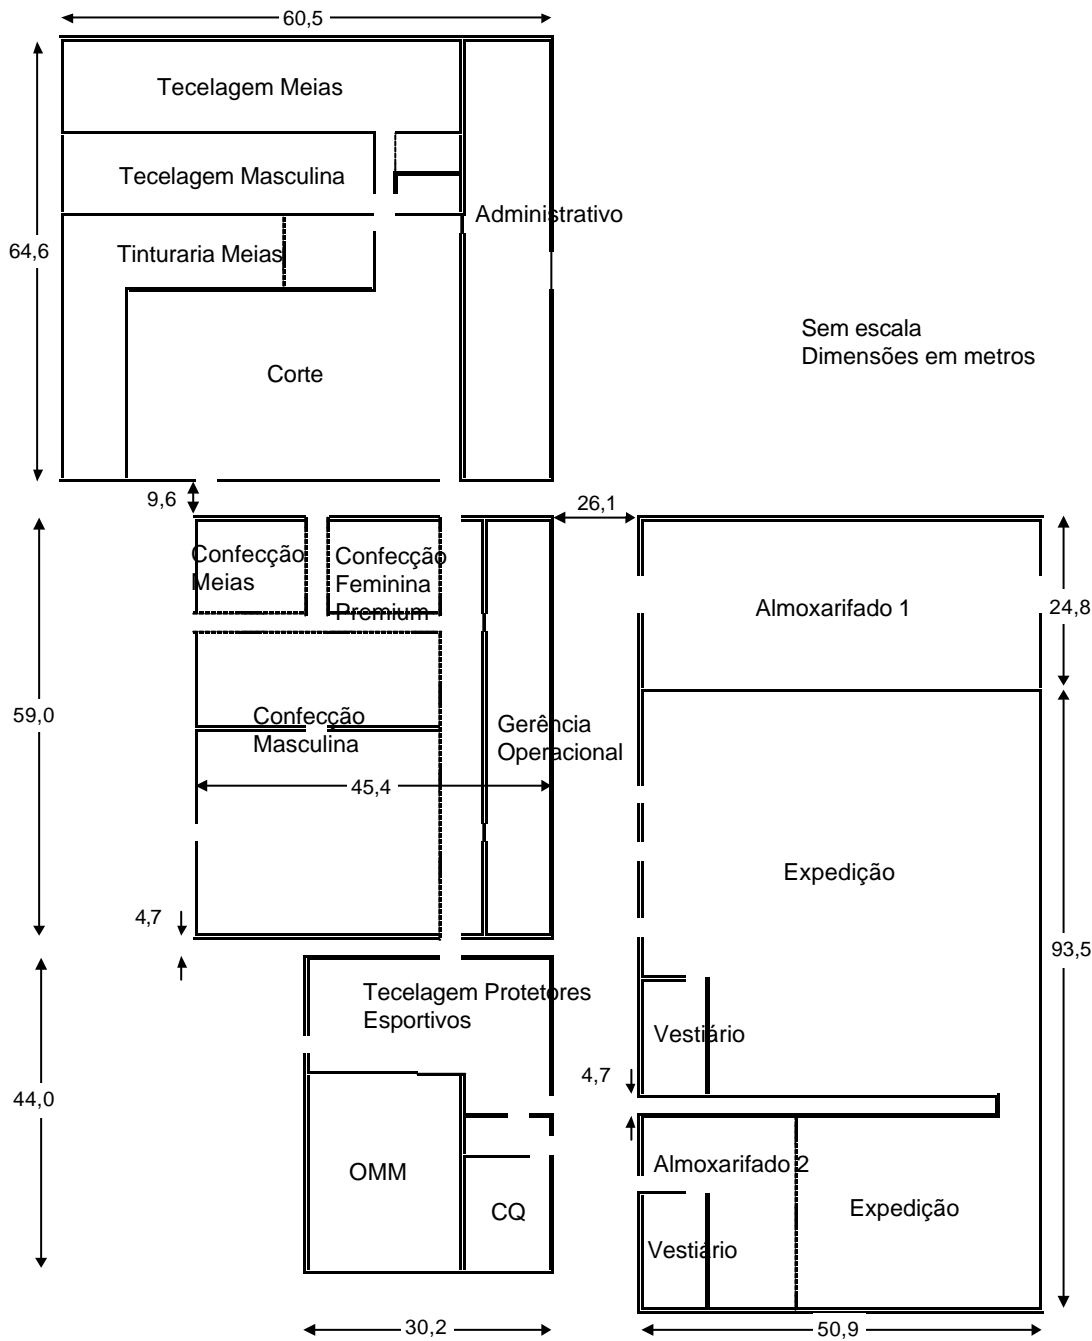 60,5
Tecelagem Meias
Tecelagem Masculina
Administrativo
64,6
Tinturaria Meias
Sem escala
Dimensões em metros
Corte
9,6
26,1
Confecção
Meias
Confecção
Feminina
Premium
Almoxarifado 1
24,8
59,0
Confecção
Masculina
Gerência
Operacional
45,4
Expedição
4,7
93,5
Tecelagem Protetores
Esportivos
Vestiário
4,7
44,0
OMM
Almoxarifado 2
CQ
Expedição
Vestiário
30,2
50,9